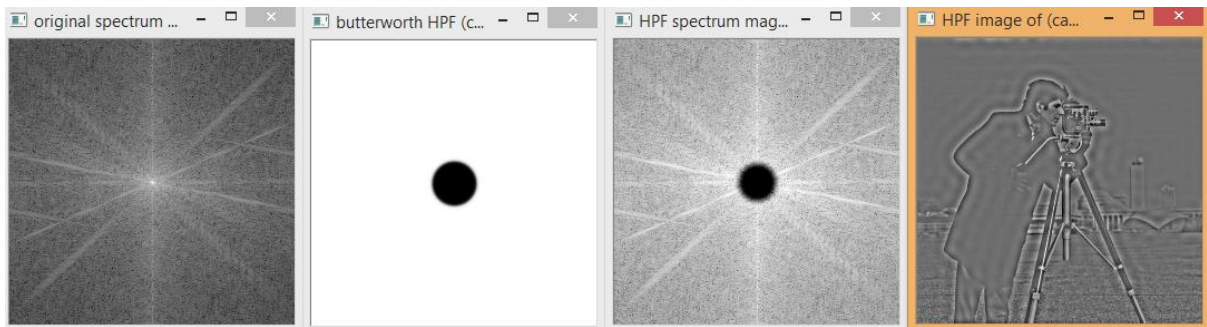 original spectrum ...
butterworth HPF (c...
HPF spectrum mag...
HPF image of (ca...